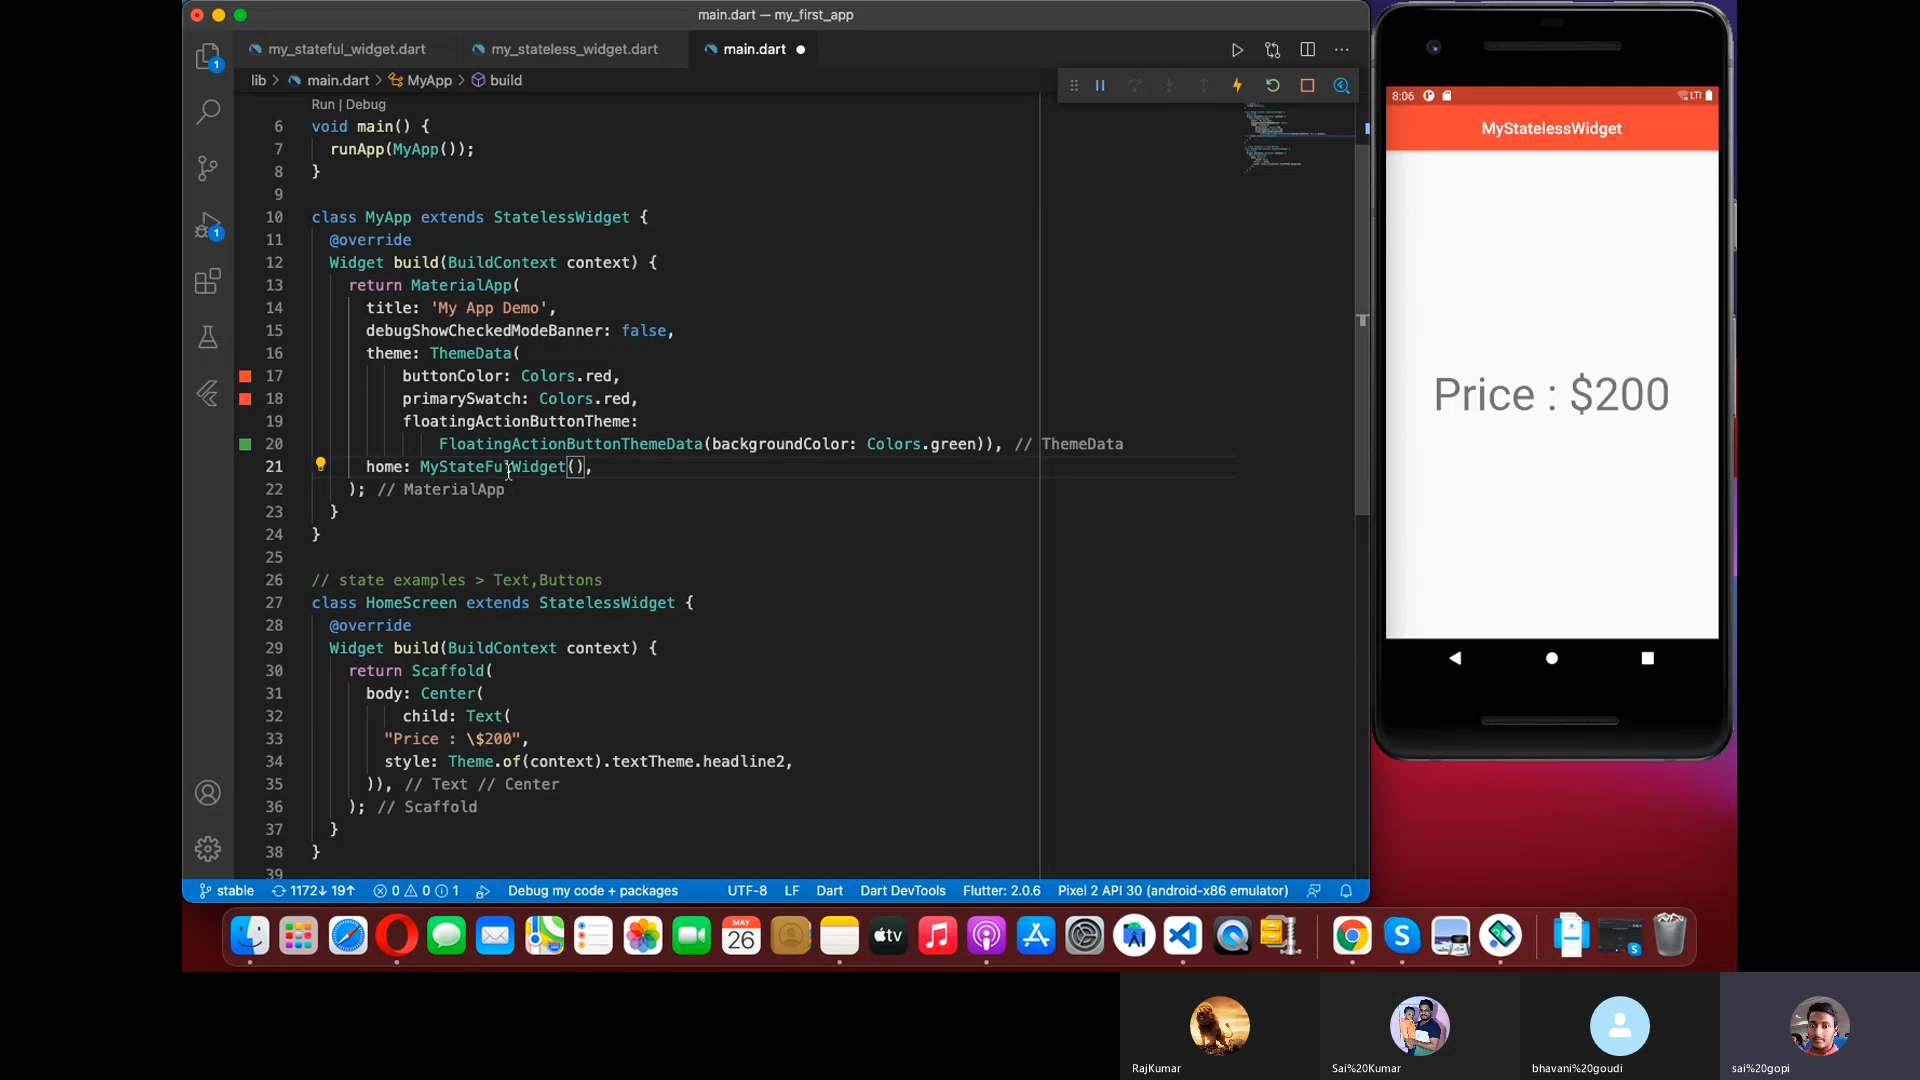 main.dart — my_first_app
my_stateful_widget.dart
my_stateless_widget.dart
main.dart
lib > main.dart > MyApp > build
Run | Debug
6 void main() {
7 runApp(MyApp());
8 }
9
10 class MyApp extends StatelessWidget {
11 @override
12 Widget build(BuildContext context) {
13 return MaterialApp(
14 title: 'My App Demo',
15 debugShowCheckedModeBanner: false,
16 theme: ThemeData(
17 buttonColor: Colors.red,
18 primarySwatch: Colors.red,
19 floatingActionButtonTheme:
20 FloatingActionButtonThemeData(backgroundColor: Colors.green)), // ThemeData
21 home: MyStateFulWidget(),
22 ); // MaterialApp
23 }
24 }
25
26 // state examples > Text,Buttons
27 class HomeScreen extends StatelessWidget {
28 @override
29 Widget build(BuildContext context) {
30 return Scaffold(
31 body: Center(
32 child: Text(
33 "Price : \$200",
34 style: Theme.of(context).textTheme.headline2,
35 )), // Text // Center
36 ); // Scaffold
37 }
38 }
39
1
1
stable 1172↓ 19↑ 0 0 1 Debug my code + packages UTF-8 LF Dart Dart DevTools Flutter: 2.0.6 Pixel 2 API 30 (android-x86 emulator)
8:06
LTE
MyStatelessWidget
Price : $200
MAY
26
tv
RajKumar
Sai%20Kumar
bhavani%20goudi
sai%20gopi